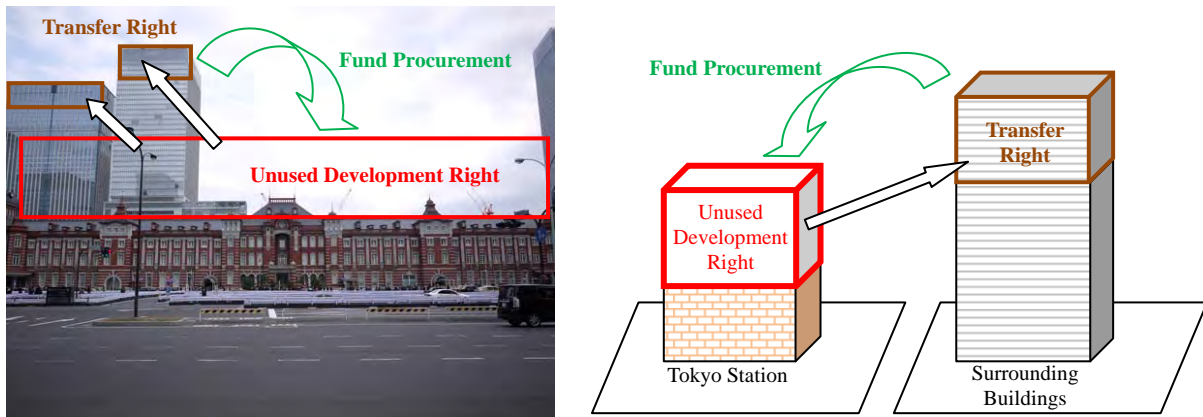 Transfer Right
Fund Procurement
Unused Development Right
Fund Procurement
Transfer
Right
Unused
Development
Right
Tokyo Station
Surrounding
Buildings